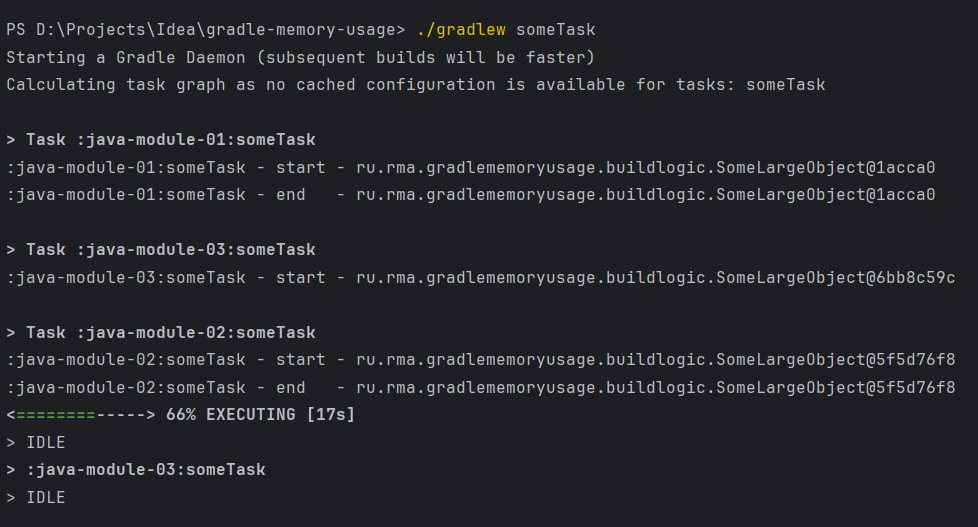 PS D:\Projects\Idea\gradle-memory-usage> ./gradlew someTask
Starting a Gradle Daemon (subsequent builds will be faster)
Calculating task graph as no cached configuration is available for tasks: someTask
> Task :java-module-01:someTask
:java-module-01:someTask - start - ru.rma.gradlememoryusage.buildlogic.SomeLargeObject@1acca0
:java-module-01:someTask - end   - ru.rma.gradlememoryusage.buildlogic.SomeLargeObject@1acca0
> Task :java-module-03:someTask
:java-module-03:someTask - start - ru.rma.gradlememoryusage.buildlogic.SomeLargeObject@6bb8c59c
> Task :java-module-02:someTask
:java-module-02:someTask - start - ru.rma.gradlememoryusage.buildlogic.SomeLargeObject@5f5d76f8
:java-module-02:someTask - end   - ru.rma.gradlememoryusage.buildlogic.SomeLargeObject@5f5d76f8
<========-----> 66% EXECUTING [17s]
> IDLE
> :java-module-03:someTask
> IDLE